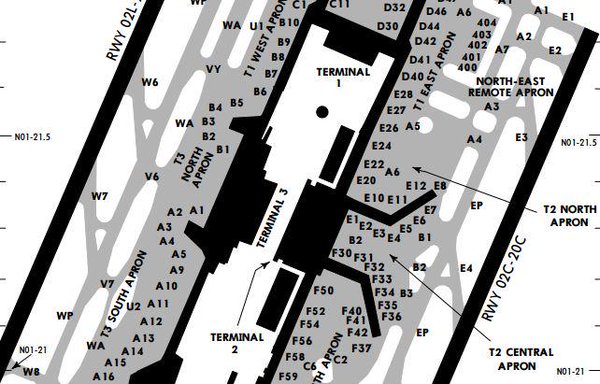 WP
C1
C11
D32
D46
A6
A1
A1
E1
WA
U1
B10
D30
D44
404
403
A2
RWY 02L-
T1 WEST APRON
B9
D42
402
A7
E2
B8
D41
401
VY
B7
TERMINAL
1
D40
400
T1 EAST APRON
W6
B6
E28
NORTH-EAST
REMOTE APRON
B4
B5
E27
A3
WA
B3
E26
A5
N01-21.5
B2
E24
A4
E3
N01-21.5
B1
T3
NORTH
APRON
E22
A6
V6
E20
E12
E8
W7
E10
E11
EP
T2 NORTH
APRON
A2
A1
E7
A3
TERMINAL 3
E1
E6
A4
E2
E5
E3
E4
B1
A5
B2
F30
F31
A9
F32
B2
E4
RWY 02C-20C
V7
A10
F33
F50
F34
B3
T3 SOUTH APRON
U2
A11
F35
WP
A12
F52
F40
F36
F54
F41
A13
TERMINAL
2
F42
EP
WA
A14
F56
F37
N01-21
A15
F58
C2
T2 CENTRAL
APRON
W8
A16
C6
F59
TH APRON
N01-21